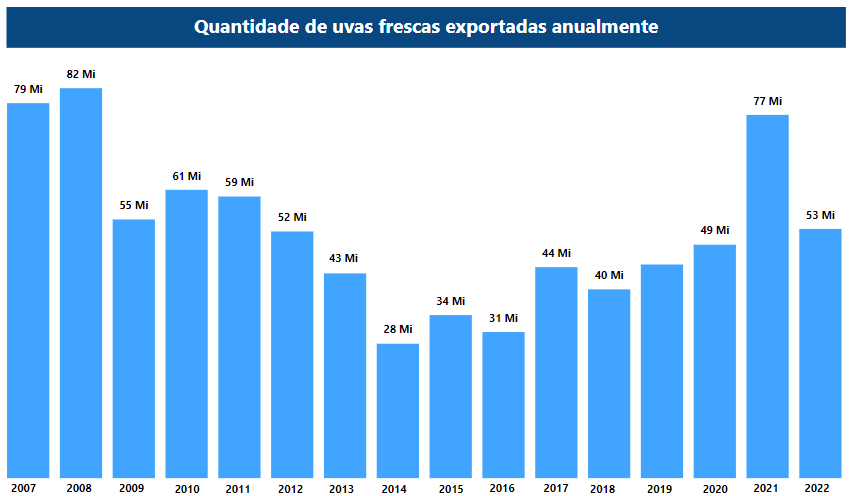 Quantidade de uvas frescas exportadas anualmente
79 Mi
82 Mi
55 Mi
61 Mi
59 Mi
52 Mi
43 Mi
28 Mi
34 Mi
31 Mi
44 Mi
40 Mi
49 Mi
77 Mi
53 Mi
2007 2008 2009 2010 2011 2012 2013 2014 2015 2016 2017 2018 2019 2020 2021 2022